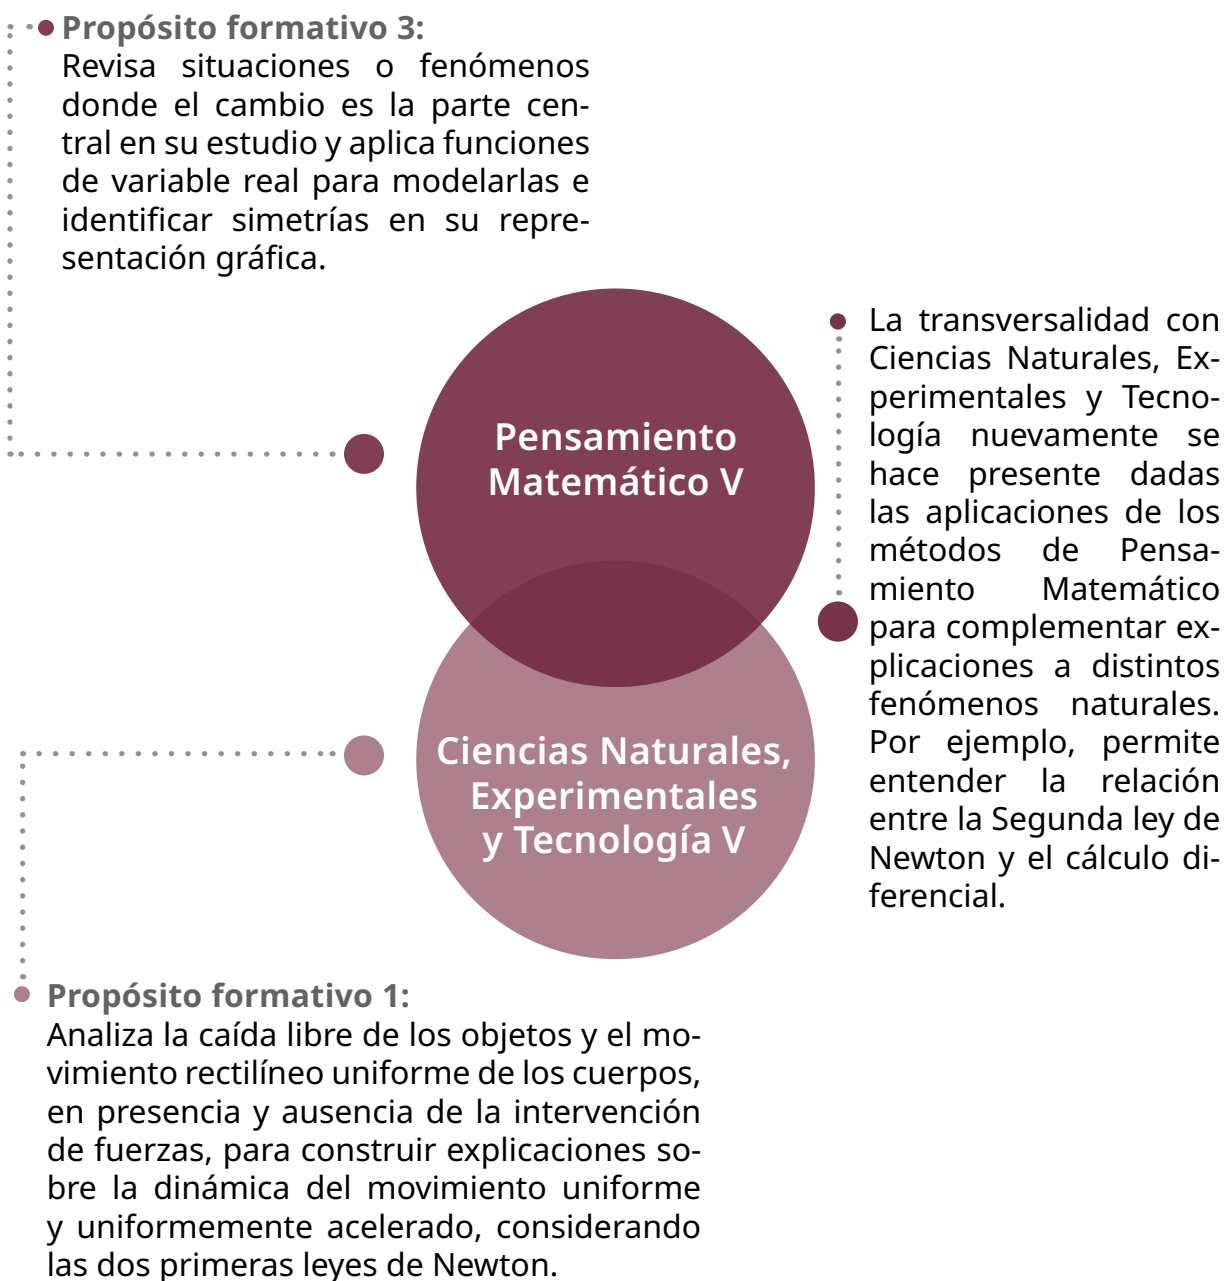 Propósito formativo 3:
Revisa situaciones o fenómenos
donde el cambio es la parte cen-
tral en su estudio y aplica funciones
de variable real para modelarlas e
identificar simetrías en su repre-
sentación gráfica.
Pensamiento
Matemático V
La transversalidad con
Ciencias Naturales, Ex-
perimentales y Tecno-
logía nuevamente se
hace presente dadas
las aplicaciones de los
métodos de Pensa-
miento Matemático
para complementar ex-
plicaciones a distintos
fenómenos naturales.
Por ejemplo, permite
entender la relación
entre la Segunda ley de
Newton y el cálculo di-
ferencial.
Ciencias Naturales,
Experimentales
y Tecnología V
Propósito formativo 1:
Analiza la caída libre de los objetos y el mo-
vimiento rectilíneo uniforme de los cuerpos,
en presencia y ausencia de la intervención
de fuerzas, para construir explicaciones so-
bre la dinámica del movimiento uniforme
y uniformemente acelerado, considerando
las dos primeras leyes de Newton.